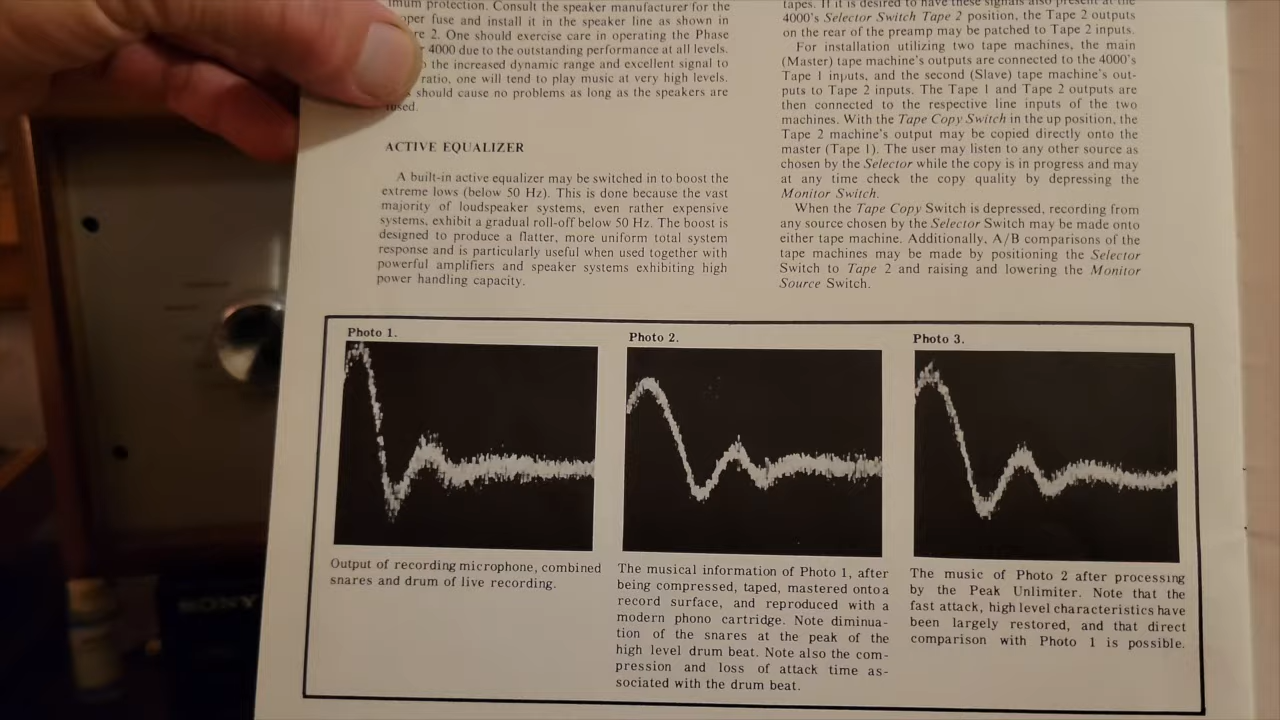 imum protection. Consult the speaker manufacturer for the
oper fuse and install it in the speaker line as shown in
re 2. One should exercise care in operating the Phase
4000 due to the outstanding performance at all levels.
the increased dynamic range and excellent signal to
ratio, one will tend to play music at very high levels.
should cause no problems as long as the speakers are
fused.
ACTIVE EQUALIZER
A built-in active equalizer may be switched in to boost the
extreme lows (below 50 Hz). This is done because the vast
majority of loudspeaker systems, even rather expensive
systems, exhibit a gradual roll-off below 50 Hz. The boost is
designed to produce a flatter, more uniform total system
response and is particularly useful when used together with
powerful amplifiers and speaker systems exhibiting high
power handling capacity.
tapes. If it is desired to have these signals also present at the
4000's Selector Switch Tape 2 position, the Tape 2 outputs
on the rear of the preamp may be patched to Tape 2 inputs.
For installation utilizing two tape machines, the main
(Master) tape machine's outputs are connected to the 4000's
Tape 1 inputs, and the second (Slave) tape machine's out-
puts to Tape 2 inputs. The Tape 1 and Tape 2 outputs are
then connected to the respective line inputs of the two
machines. With the Tape Copy Switch in the up position, the
Tape 2 machine's output may be copied directly onto the
master (Tape 1). The user may listen to any other source as
chosen by the Selector while the copy is in progress and may
at any time check the copy quality by depressing the
Monitor Switch.
When the Tape Copy Switch is depressed, recording from
any source chosen by the Selector Switch may be made onto
either tape machine. Additionally, A/B comparisons of the
tape machines may be made by positioning the Selector
Switch to Tape 2 and raising and lowering the Monitor
Source Switch.
Photo 1.
Output of recording microphone, combined
snares and drum of live recording.
Photo 2.
The musical information of Photo 1, after
being compressed, taped, mastered onto a
record surface, and reproduced with a
modern phono cartridge. Note diminua-
tion of the snares at the peak of the
high level drum beat. Note also the com-
pression and loss of attack time as-
sociated with the drum beat.
Photo 3.
The music of Photo 2 after processing
by the Peak Unlimiter. Note that the
fast attack, high level characteristics have
been largely restored, and that direct
comparison with Photo 1 is possible.
SONY